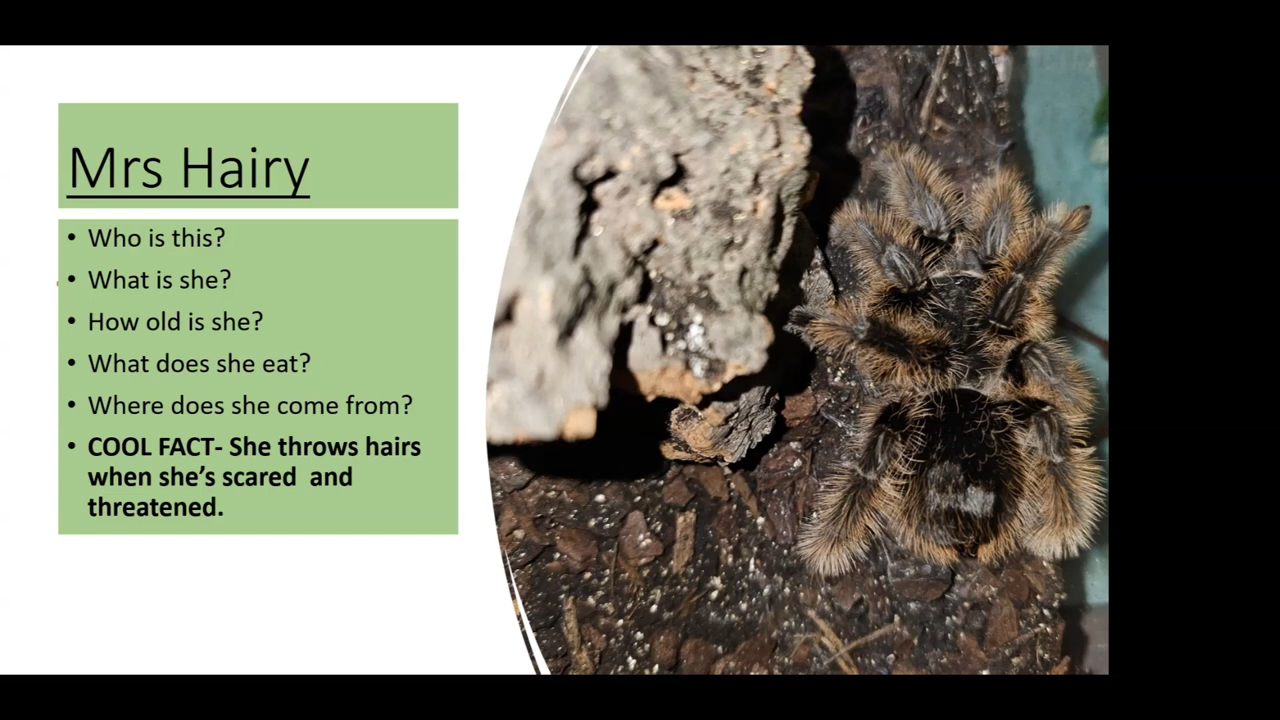 Mrs Hairy
• Who is this?
• What is she?
• How old is she?
• What does she eat?
• Where does she come from?
• COOL FACT- She throws hairs
when she’s scared  and
threatened.